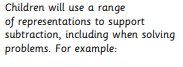 Children will use a range
of representations to support
subtraction, including when solving
problems. For example: